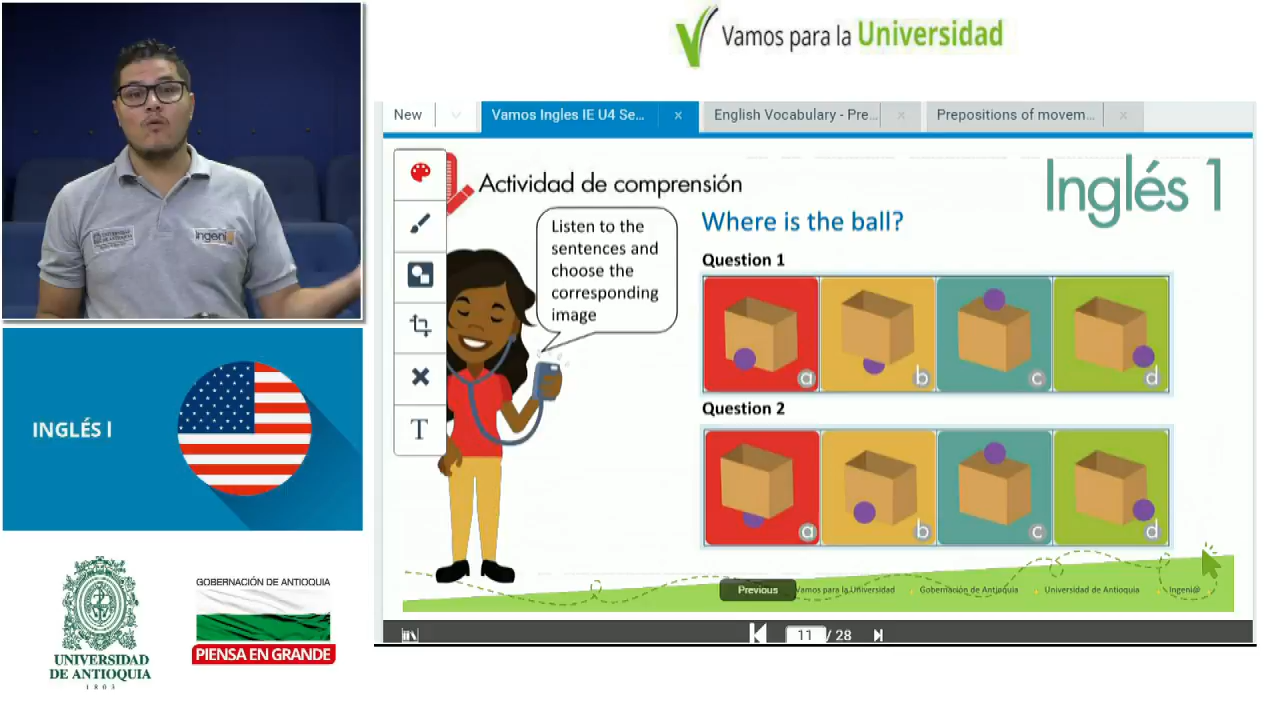 Vamos para la Universidad
New
Vamos Ingles IE U4 Se...
x
English Vocabulary - Pre...
x
Prepositions of movem...
x
Actividad de comprensión
Inglés 1
Listen to the
sentences and
choose the
corresponding
image
Where is the ball?
Question 1
a
b
c
d
Question 2
a
b
c
d
T
ingeni@
INGLÉS I
UNIVERSIDAD
DE ANTIOQUIA
1803
GOBERNACIÓN DE ANTIOQUIA
PIENSA EN GRANDE
Previous
Vamos para la Universidad
Gobernación de Antioquia
Universidad de Antioquia
Ingeni@
11 / 28